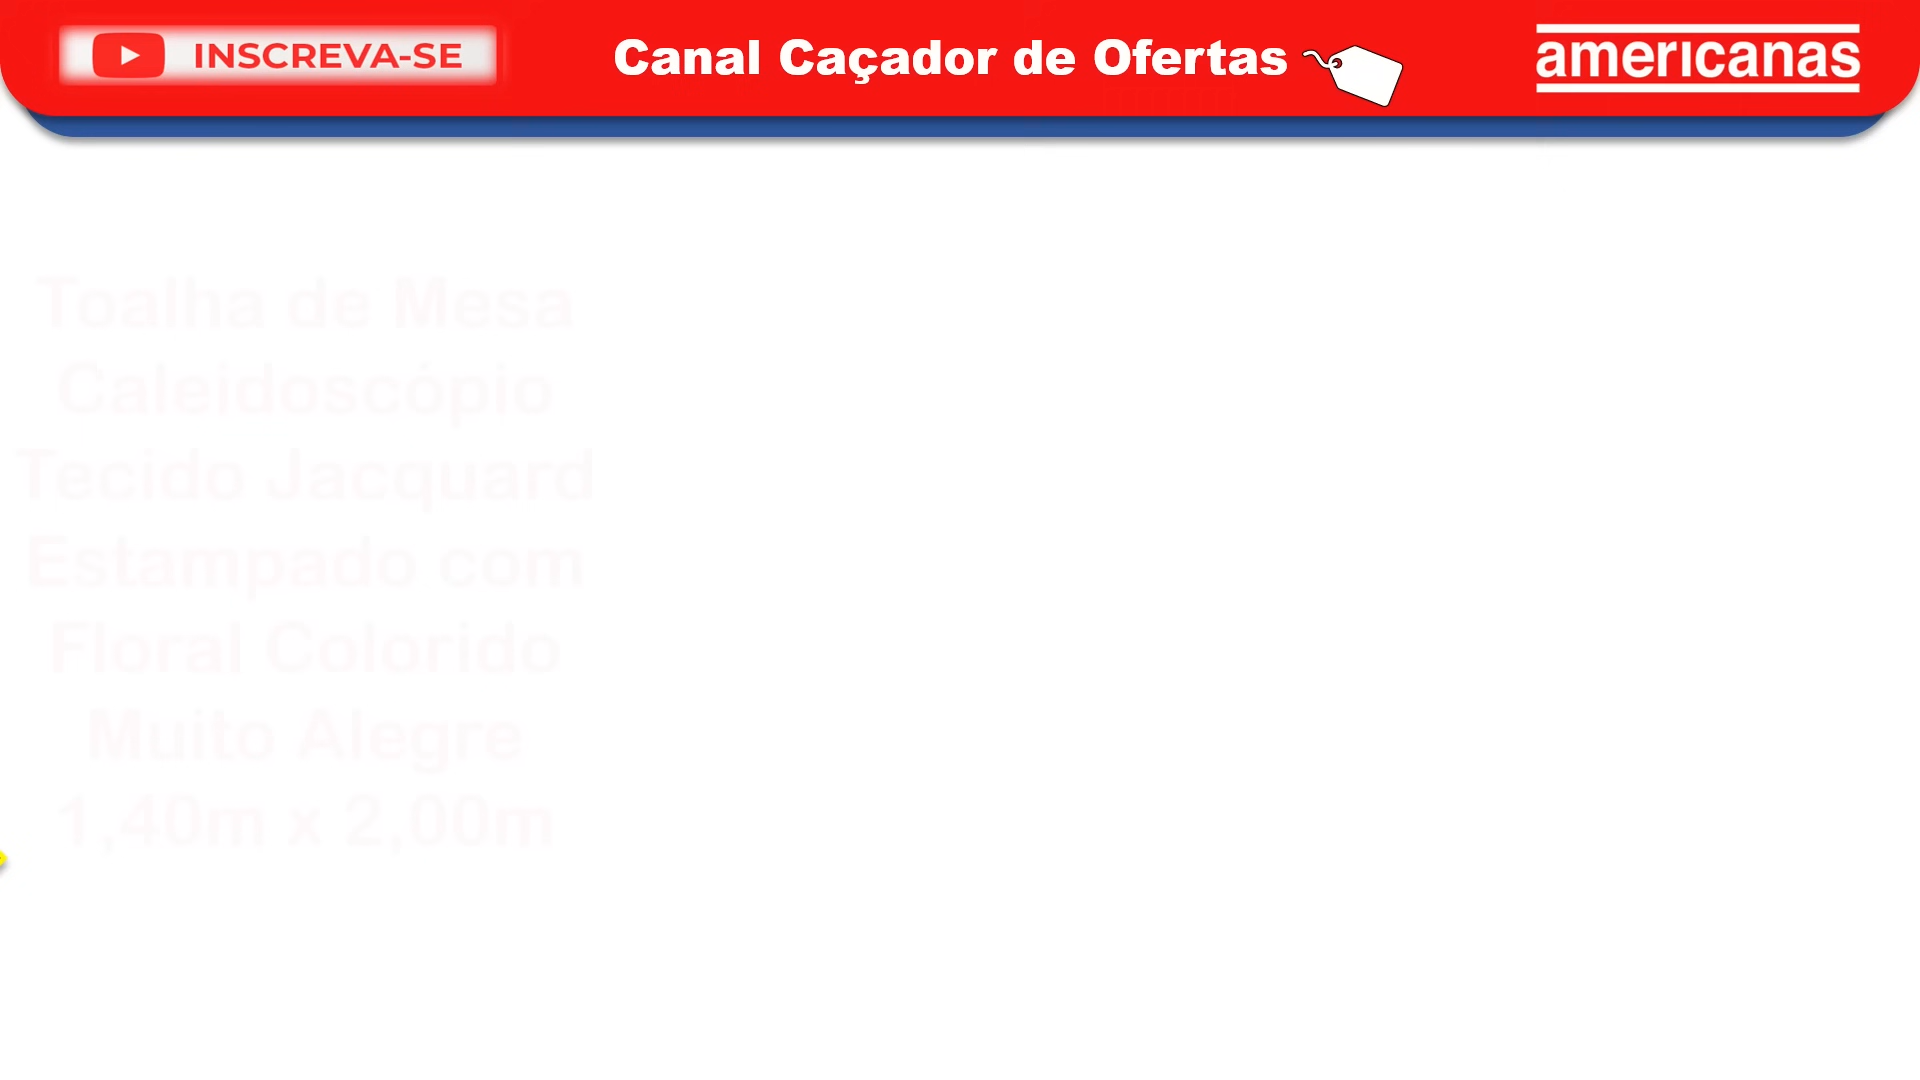 INSCREVA-SE
Canal Caçador de Ofertas
americanas
Toalha de Mesa
Caleidoscópio
Tecido Jacquard
Estampado com
Floral Colorido
Muito Alegre
1,40m x 2,00m